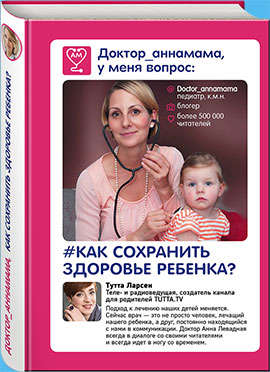 AM
Доктор_аннамама,
у меня вопрос:
Doctor_annamama
педиатр, к.м.н.
блогер
более 500 000
читателей
#КАК СОХРАНИТЬ
ЗДОРОВЬЕ РЕБЕНКА?
Тутта Ларсен
Теле- и радиоведущая, создатель канала
для родителей TUTTA.TV
Подход к лечению наших детей меняется.
Сейчас врач — это не просто человек, лечащий
нашего ребенка, а друг, постоянно находящийся
с нами в коммуникации. Доктор Анна Левадная
всегда в диалоге со своими читателями
и всегда идет в ногу со временем.
ДОКТОР_АННАМАМА КАК СОХРАНИТЬ ЗДОРОВЬЕ РЕБЕНКА?